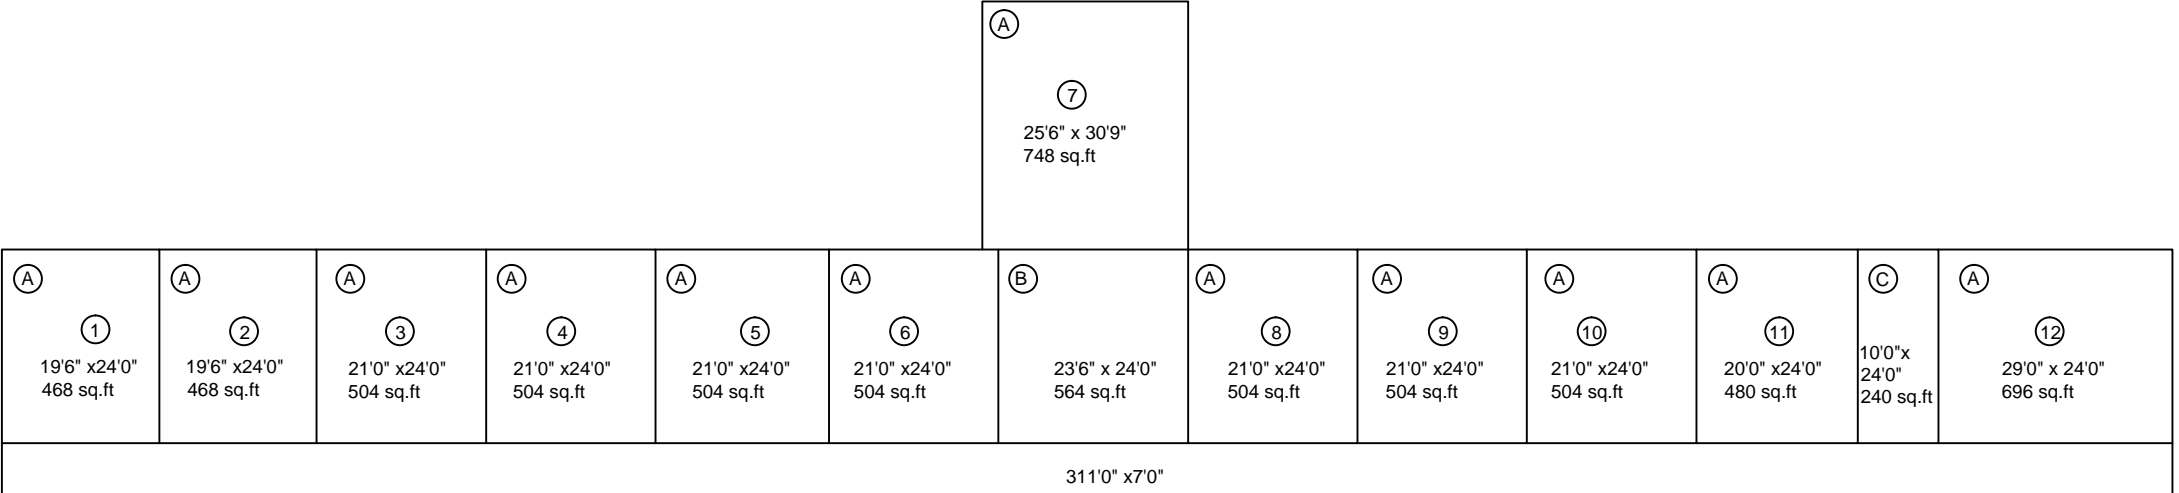 A
7
25'6" x 30'9"
748 sq.ft
A
1
19'6" x24'0"
468 sq.ft
A
2
19'6" x24'0"
468 sq.ft
A
3
21'0" x24'0"
504 sq.ft
A
4
21'0" x24'0"
504 sq.ft
A
5
21'0" x24'0"
504 sq.ft
A
6
21'0" x24'0"
504 sq.ft
B
23'6" x 24'0"
564 sq.ft
A
8
21'0" x24'0"
504 sq.ft
A
9
21'0" x24'0"
504 sq.ft
A
10
21'0" x24'0"
504 sq.ft
A
11
20'0" x24'0"
480 sq.ft
C
10'0"x
24'0"
240 sq.ft
A
12
29'0" x 24'0"
696 sq.ft
311'0" x7'0"